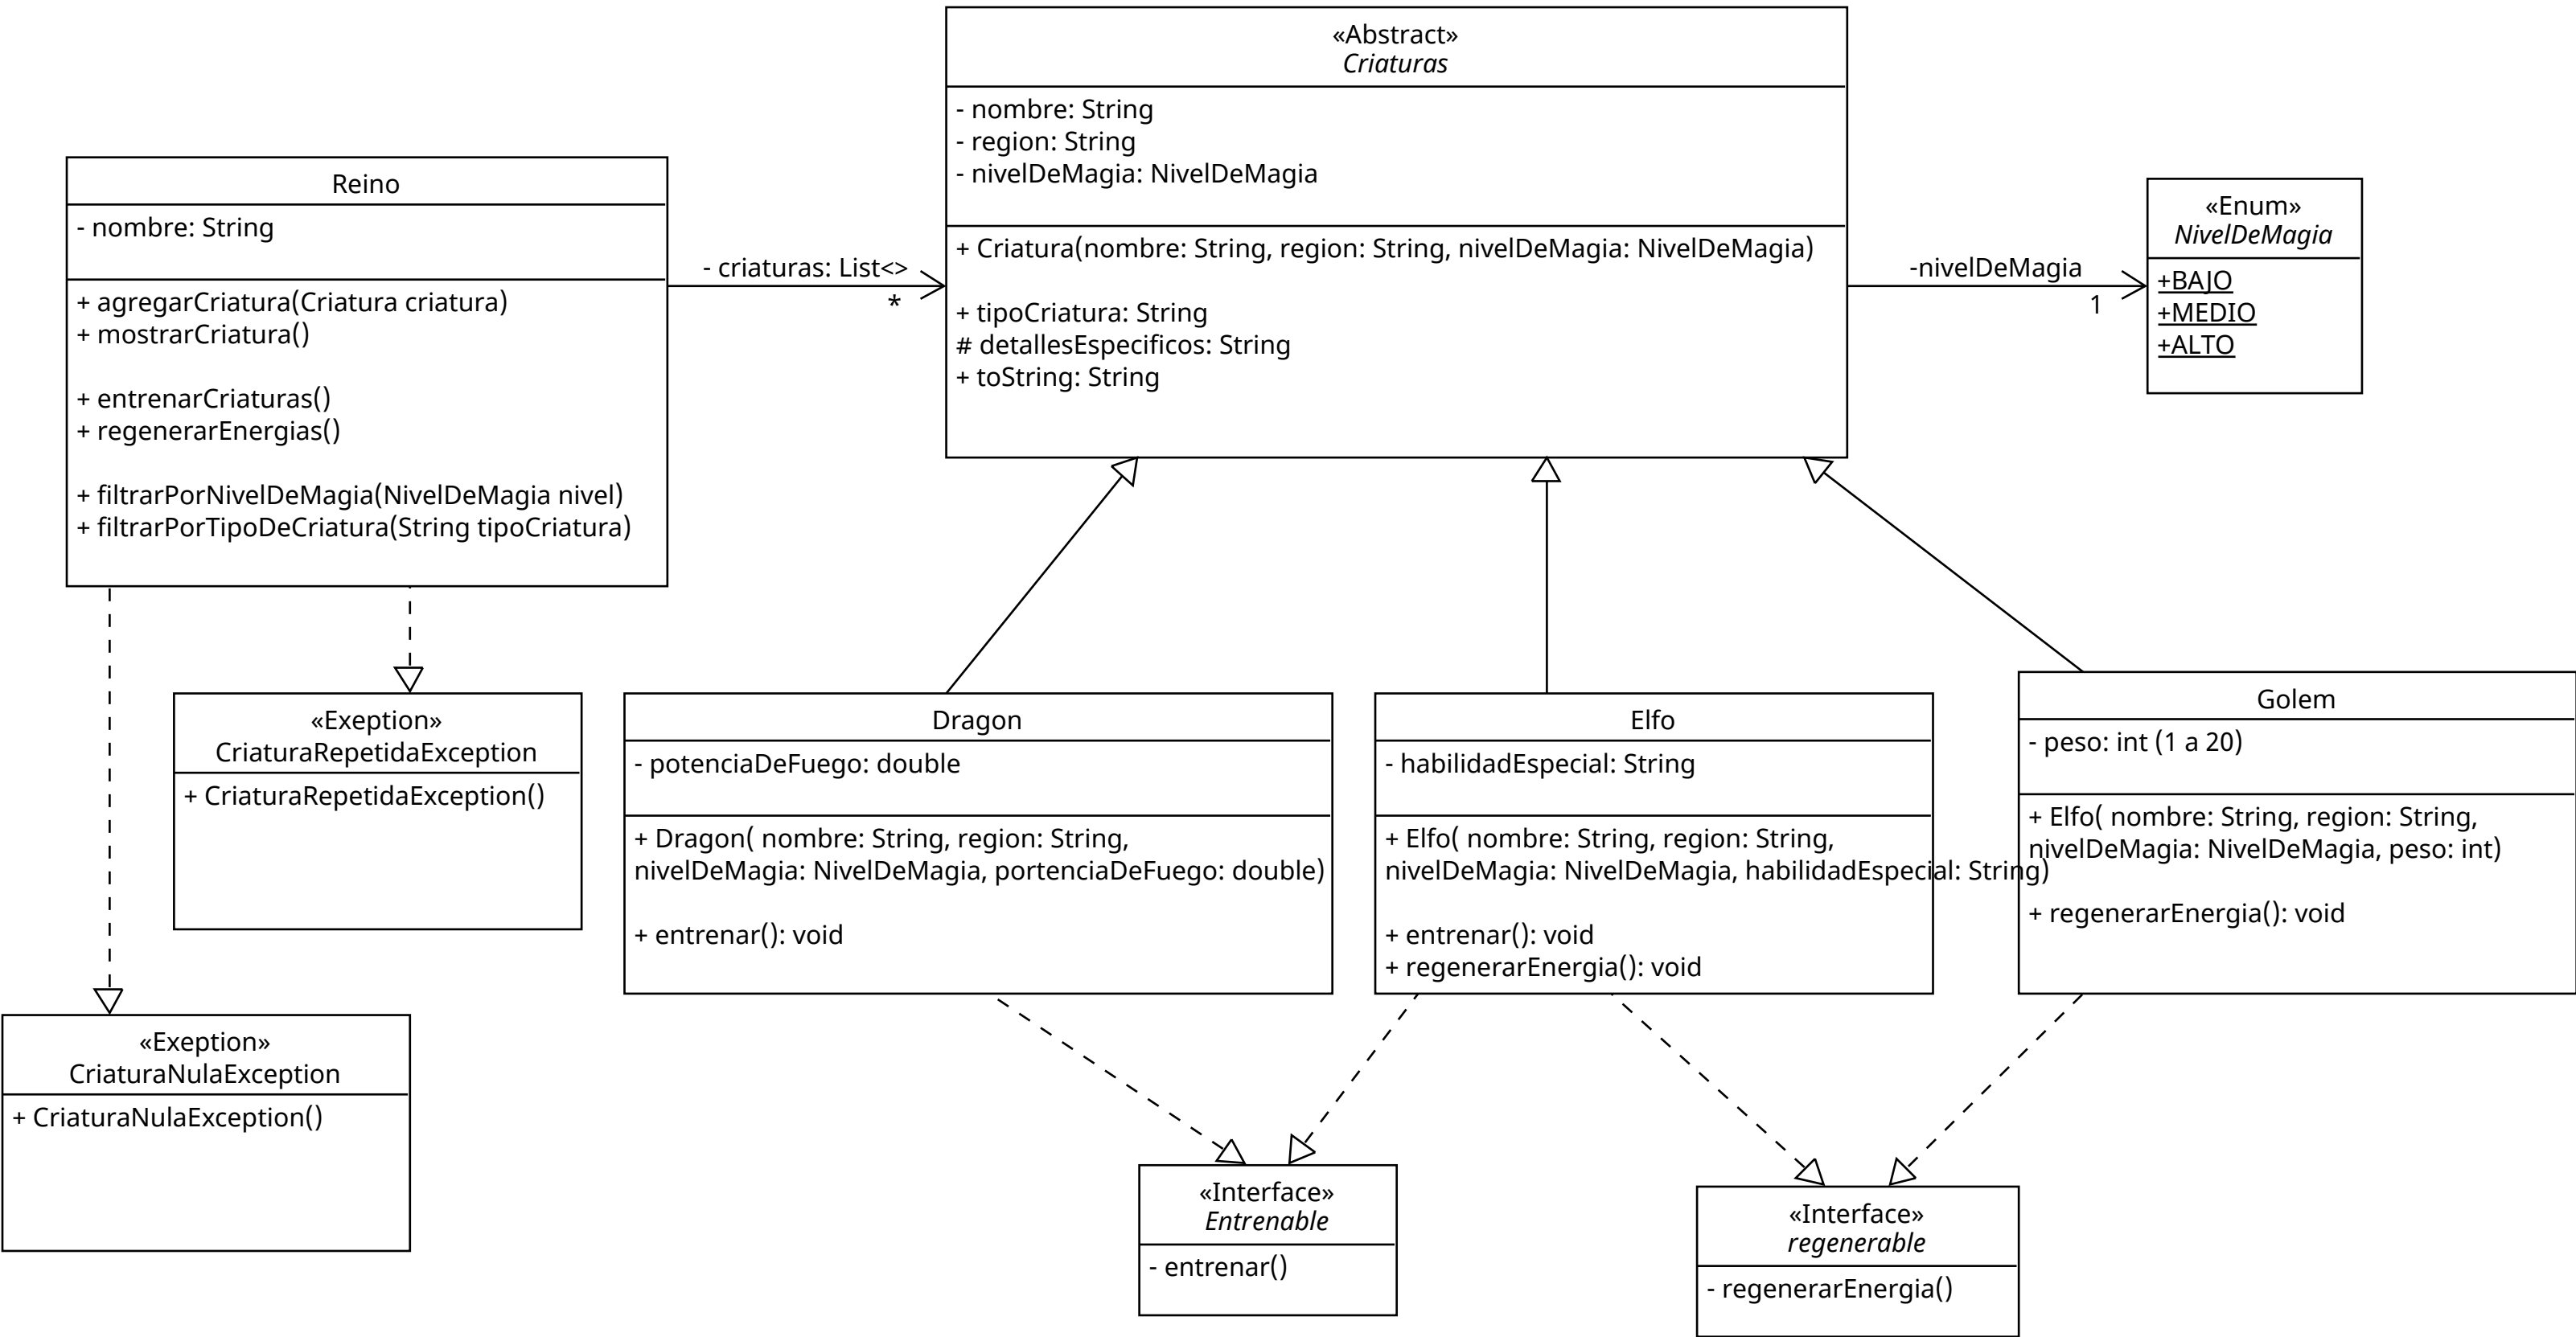 «Abstract»
Criaturas
- nombre: String
- region: String
- nivelDeMagia: NivelDeMagia
+ Criatura(nombre: String, region: String, nivelDeMagia: NivelDeMagia)
+ tipoCriatura: String
# detallesEspecificos: String
+ toString: String
Reino
- nombre: String
+ agregarCriatura(Criatura criatura)
+ mostrarCriatura()
+ entrenarCriaturas()
+ regenerarEnergias()
+ filtrarPorNivelDeMagia(NivelDeMagia nivel)
+ filtrarPorTipoDeCriatura(String tipoCriatura)
- criaturas: List<>
*
-nivelDeMagia
1
«Enum»
NivelDeMagia
+BAJO
+MEDIO
+ALTO
«Exeption»
CriaturaRepetidaException
+ CriaturaRepetidaException()
Dragon
- potenciaDeFuego: double
+ Dragon( nombre: String, region: String,
nivelDeMagia: NivelDeMagia, portenciaDeFuego: double)
+ entrenar(): void
Elfo
- habilidadEspecial: String
+ Elfo( nombre: String, region: String,
nivelDeMagia: NivelDeMagia, habilidadEspecial: String)
+ entrenar(): void
+ regenerarEnergia(): void
Golem
- peso: int (1 a 20)
+ Elfo( nombre: String, region: String,
nivelDeMagia: NivelDeMagia, peso: int)
+ regenerarEnergia(): void
«Exeption»
CriaturaNulaException
+ CriaturaNulaException()
«Interface»
Entrenable
- entrenar()
«Interface»
regenerable
- regenerarEnergia()